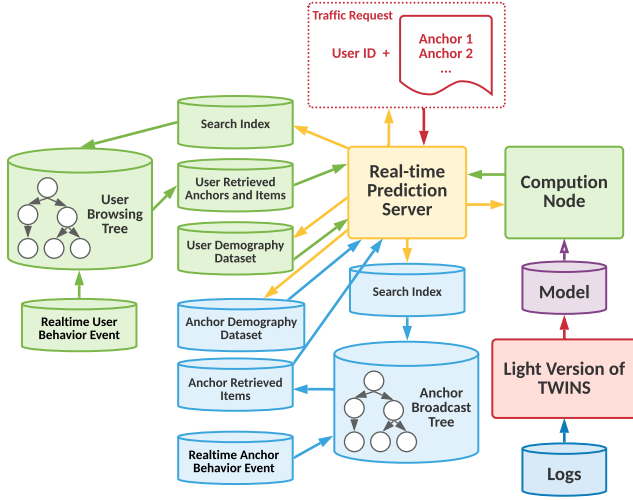 Traffic Request
User ID +
Anchor 1
Anchor 2
...
Search Index
User
Browsing
Tree
User Retrieved
Anchors and Items
Real-time
Prediction
Server
Compution
Node
User Demography
Dataset
Search Index
Model
Realtime User
Behavior Event
Anchor Demography
Dataset
Anchor Retrieved
Items
Anchor
Broadcast
Tree
Light Version of
TWINS
Realtime Anchor
Behavior Event
Logs